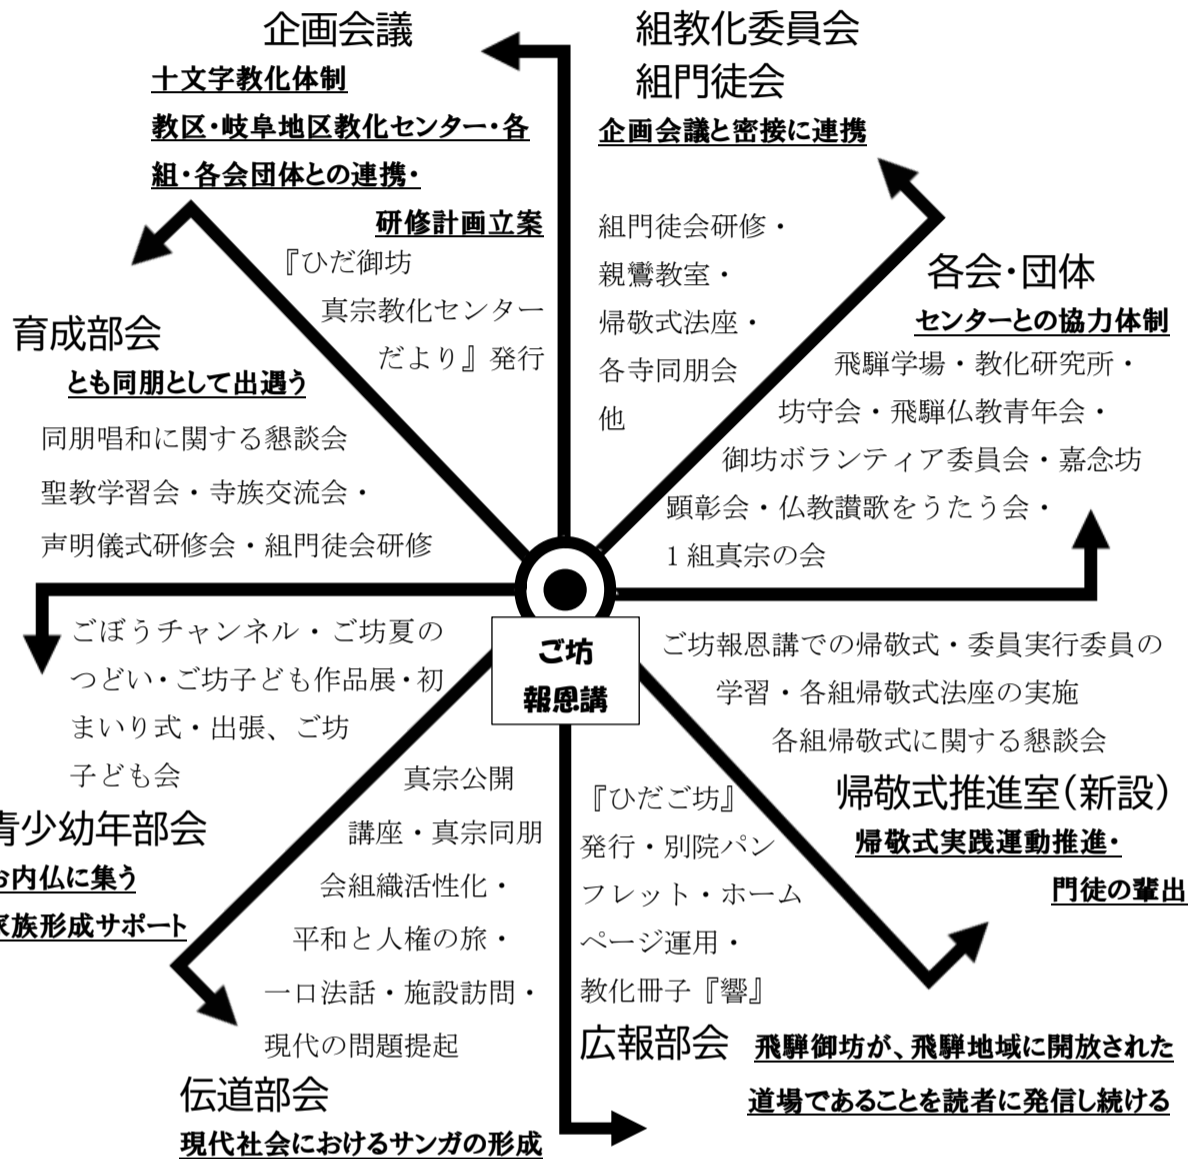 企画会議
十文字教化体制
教区・岐阜地区教化センター・各
組・各会団体との連携・
研修計画立案
『ひだ御坊
真宗教化センター
だより』発行
組教化委員会
組門徒会
企画会議と密接に連携
組門徒会研修・
親鸞教室・
帰敬式法座・
各寺同朋会
他
各会・団体
センターとの協力体制
飛騨学場・教化研究所・
坊守会・飛騨仏教青年会・
御坊ボランティア委員会・嘉念坊
顕彰会・仏教讃歌をうたう会・
1組真宗の会
育成部会
とも同朋として出遇う
同朋唱和に関する懇談会
聖教学習会・寺族交流会・
声明儀式研修会・組門徒会研修
ご坊
報恩講
ごぼうチャンネル・ご坊夏の
つどい・ご坊子ども作品展・初
まいり式・出張、ご坊
子ども会
青少幼年部会
お内仏に集う
家族形成サポート
ご坊報恩講での帰敬式・委員実行委員の
学習・各組帰敬式法座の実施
各組帰敬式に関する懇談会
帰敬式推進室(新設)
帰敬式実践運動推進・
門徒の輩出
真宗公開
講座・真宗同朋
会組織活性化・
平和と人権の旅・
一口法話・施設訪問・
現代の問題提起
伝道部会
現代社会におけるサンガの形成
『ひだご坊』
発行・別院パン
フレット・ホーム
ページ運用・
教化冊子『響』
広報部会
飛騨御坊が、飛騨地域に開放された
道場であることを読者に発信し続ける